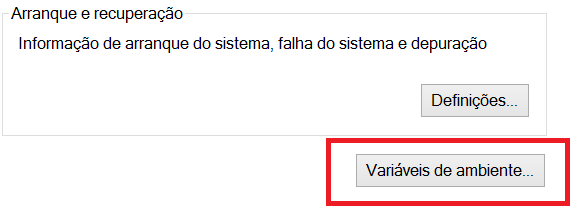 Arranque e recuperação
Informação de arranque do sistema, falha do sistema e depuração
Definições...
Variáveis de ambiente...